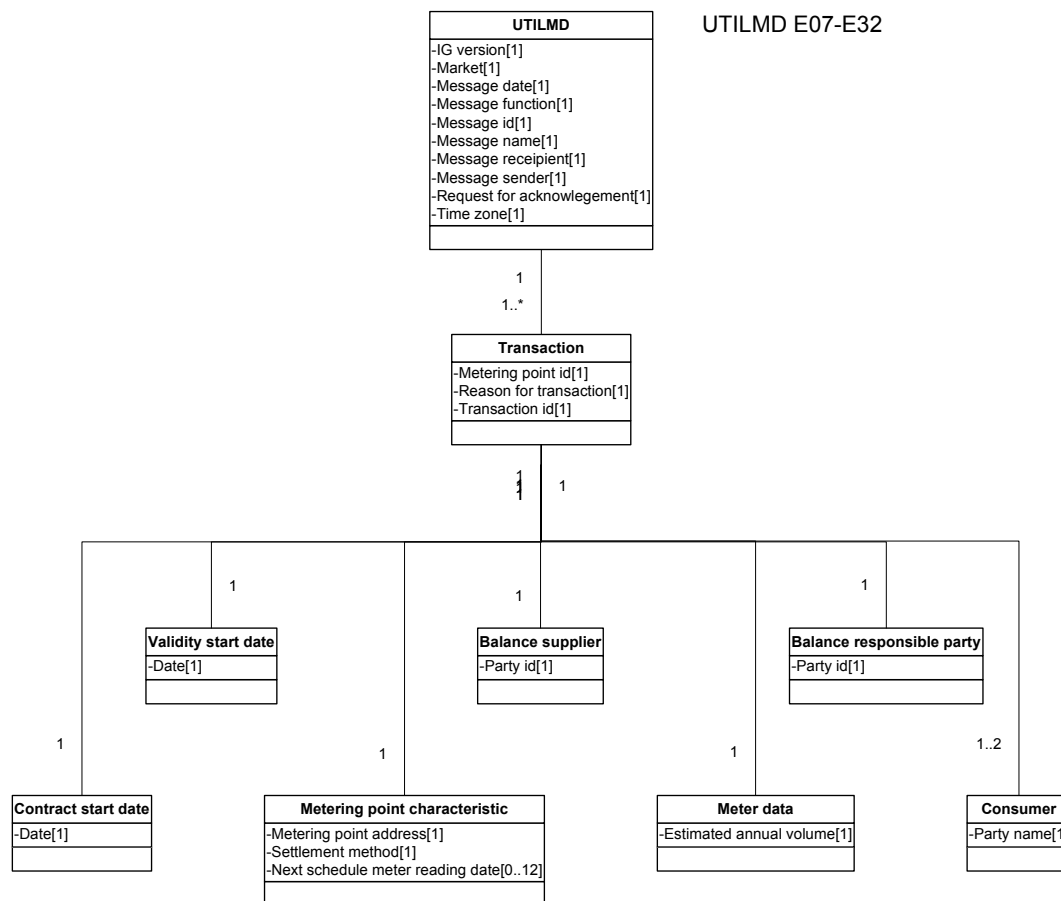 UTILMD E07-E32
UTILMD
-IG version[1]
-Market[1]
-Message date[1]
-Message function[1]
-Message id[1]
-Message name[1]
-Message receipient[1]
-Message sender[1]
-Request for acknowlegement[1]
-Time zone[1]
1
1..*
Transaction
-Metering point id[1]
-Reason for transaction[1]
-Transaction id[1]
1
1
1
1
1
1
Validity start date
-Date[1]
Balance supplier
-Party id[1]
Balance responsible party
-Party id[1]
1
1
1
1..2
Contract start date
-Date[1]
Metering point characteristic
-Metering point address[1]
-Settlement method[1]
-Next schedule meter reading date[0..12]
Meter data
-Estimated annual volume[1]
Consumer
-Party name[1